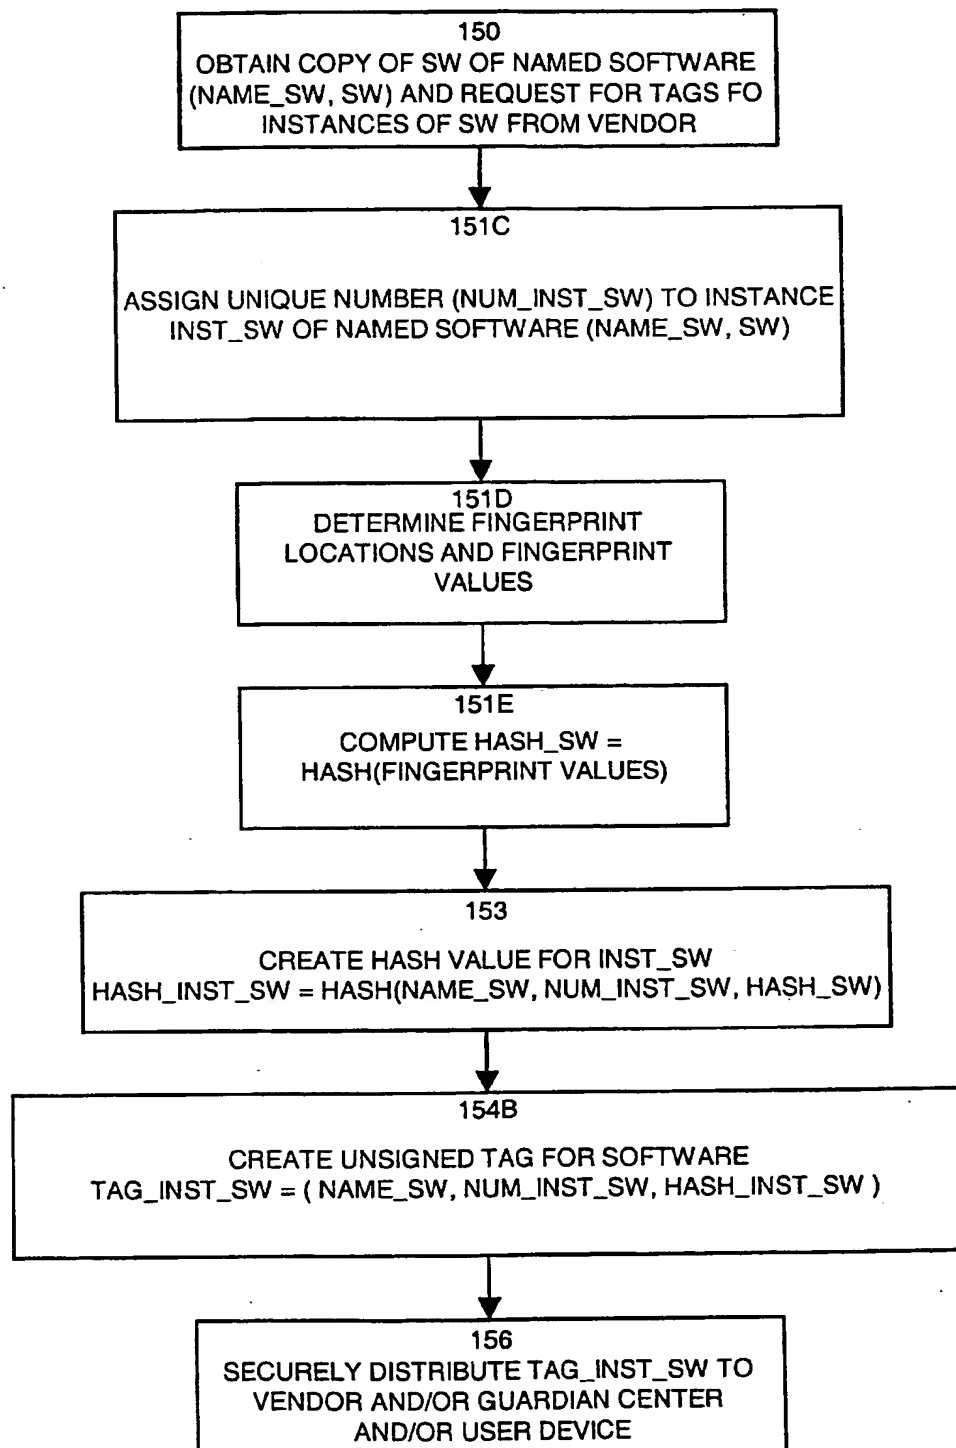 150
OBTAIN COPY OF SW OF NAMED SOFTWARE
(NAME_SW, SW) AND REQUEST FOR TAGS FO
INSTANCES OF SW FROM VENDOR
151C
ASSIGN UNIQUE NUMBER (NUM_INST_SW) TO INSTANCE
INST_SW OF NAMED SOFTWARE (NAME_SW, SW)
151D
DETERMINE FINGERPRINT
LOCATIONS AND FINGERPRINT
VALUES
151E
COMPUTE HASH_SW =
HASH(FINGERPRINT VALUES)
153
CREATE HASH VALUE FOR INST_SW
HASH_INST_SW = HASH(NAME_SW, NUM_INST_SW, HASH_SW)
154B
CREATE UNSIGNED TAG FOR SOFTWARE
TAG_INST_SW = ( NAME_SW, NUM_INST_SW, HASH_INST_SW )
156
SECURELY DISTRIBUTE TAG_INST_SW TO
VENDOR AND/OR GUARDIAN CENTER
AND/OR USER DEVICE